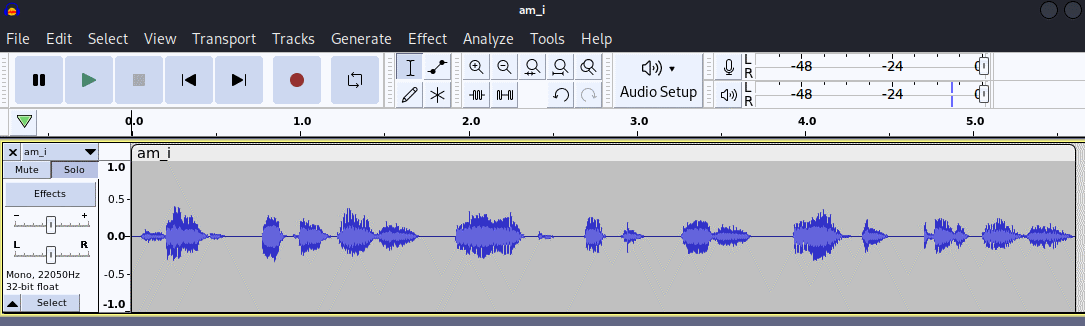 am_i
File Edit Select View Transport Tracks Generate Effect Analyze Tools Help
L
R
-48 -24 0
Audio Setup
L
R
-48 -24 0
0.0 1.0 2.0 3.0 4.0 5.0
am_i
am_i
Mute Solo
Effects
- +
L R
Mono, 22050Hz
32-bit float
Select
1.0
0.5-
0.0-
-0.5-
-1.0